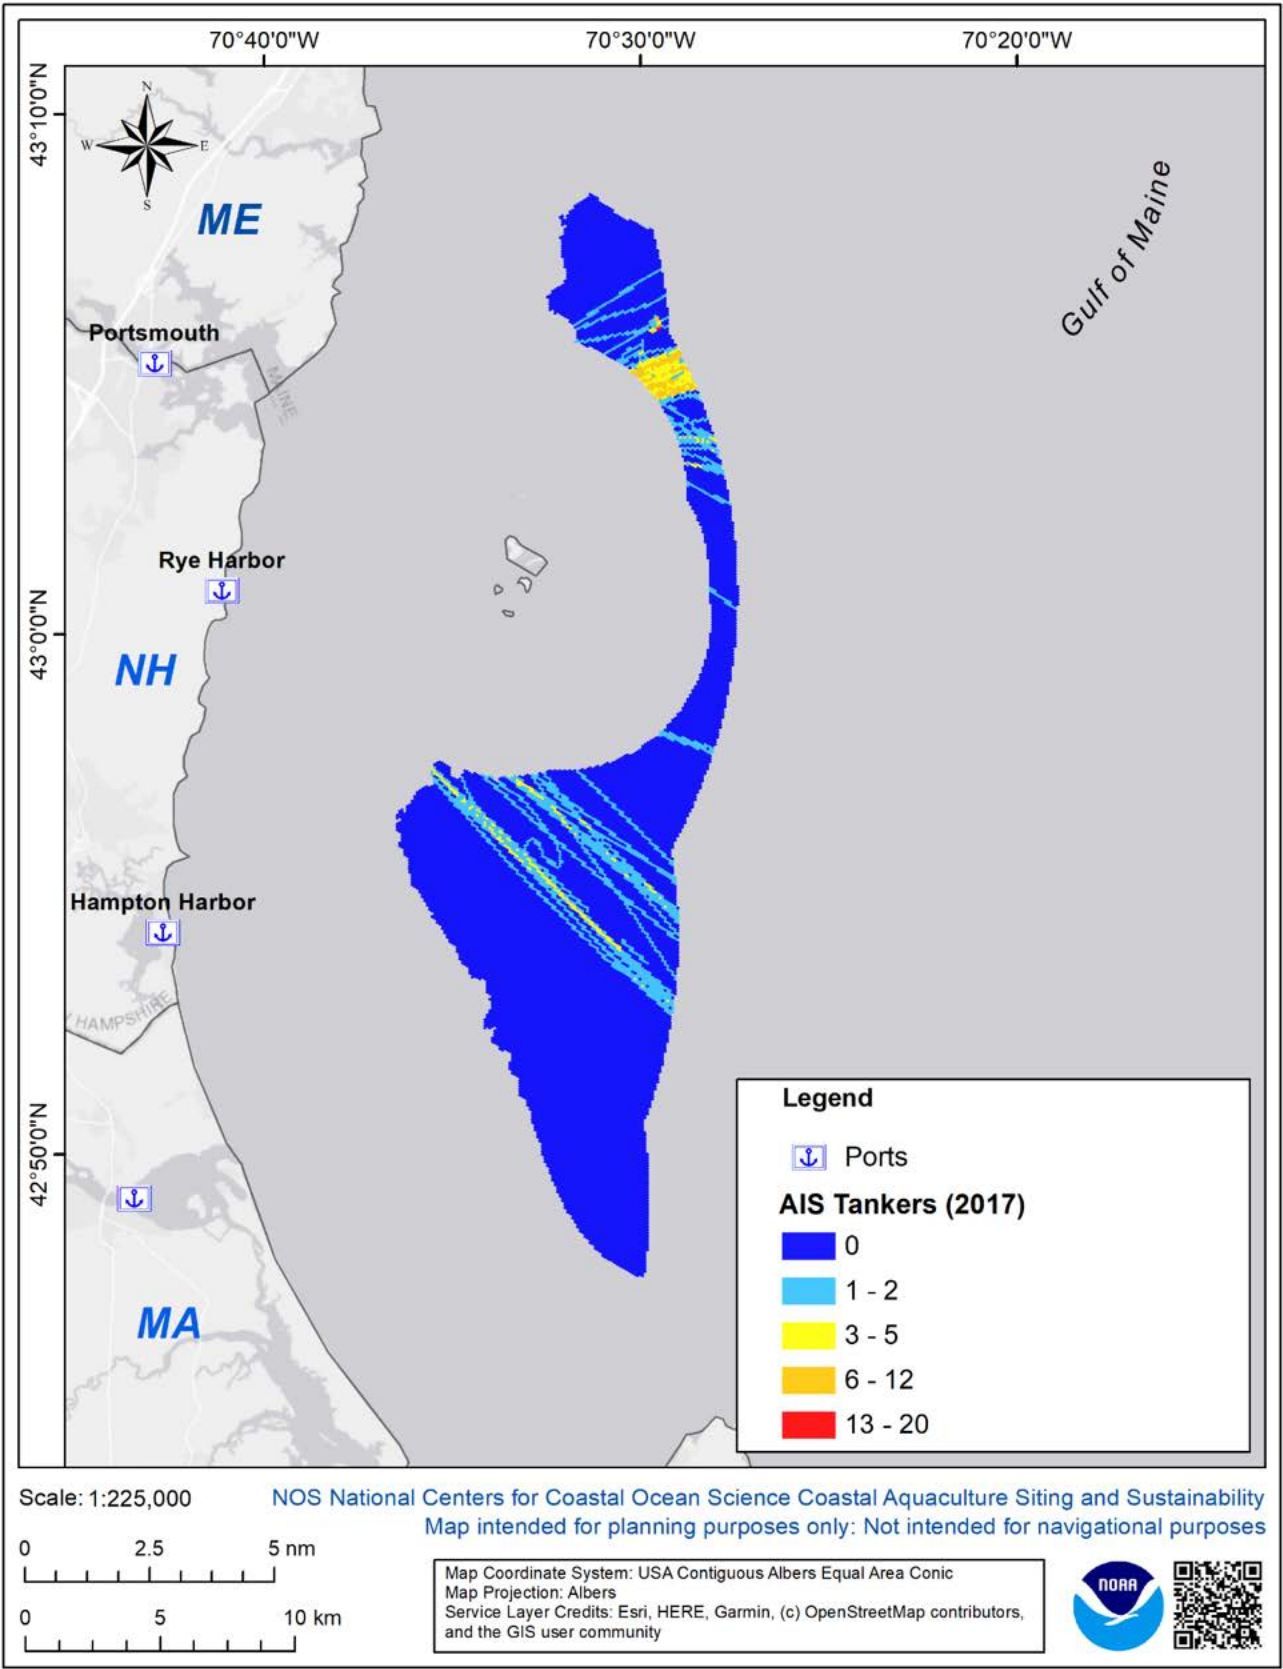 70°40'0"W 70°30'0"W 70°20'0"W
43°10'0"N
N
W E
S
ME
Gulf of Maine
Portsmouth
MAINE
Rye Harbor
43°0'0"N
NH
Hampton Harbor
HAMPSHIRE
42°50'0"N
MA
Legend
Ports
AIS Tankers (2017)
0
1 - 2
3 - 5
6 - 12
13 - 20
Scale: 1:225,000
NOS National Centers for Coastal Ocean Science Coastal Aquaculture Siting and Sustainability
Map intended for planning purposes only: Not intended for navigational purposes
0 2.5 5 nm
0 5 10 km
Map Coordinate System: USA Contiguous Albers Equal Area Conic
Map Projection: Albers
Service Layer Credits: Esri, HERE, Garmin, (c) OpenStreetMap contributors,
and the GIS user community
NOAA